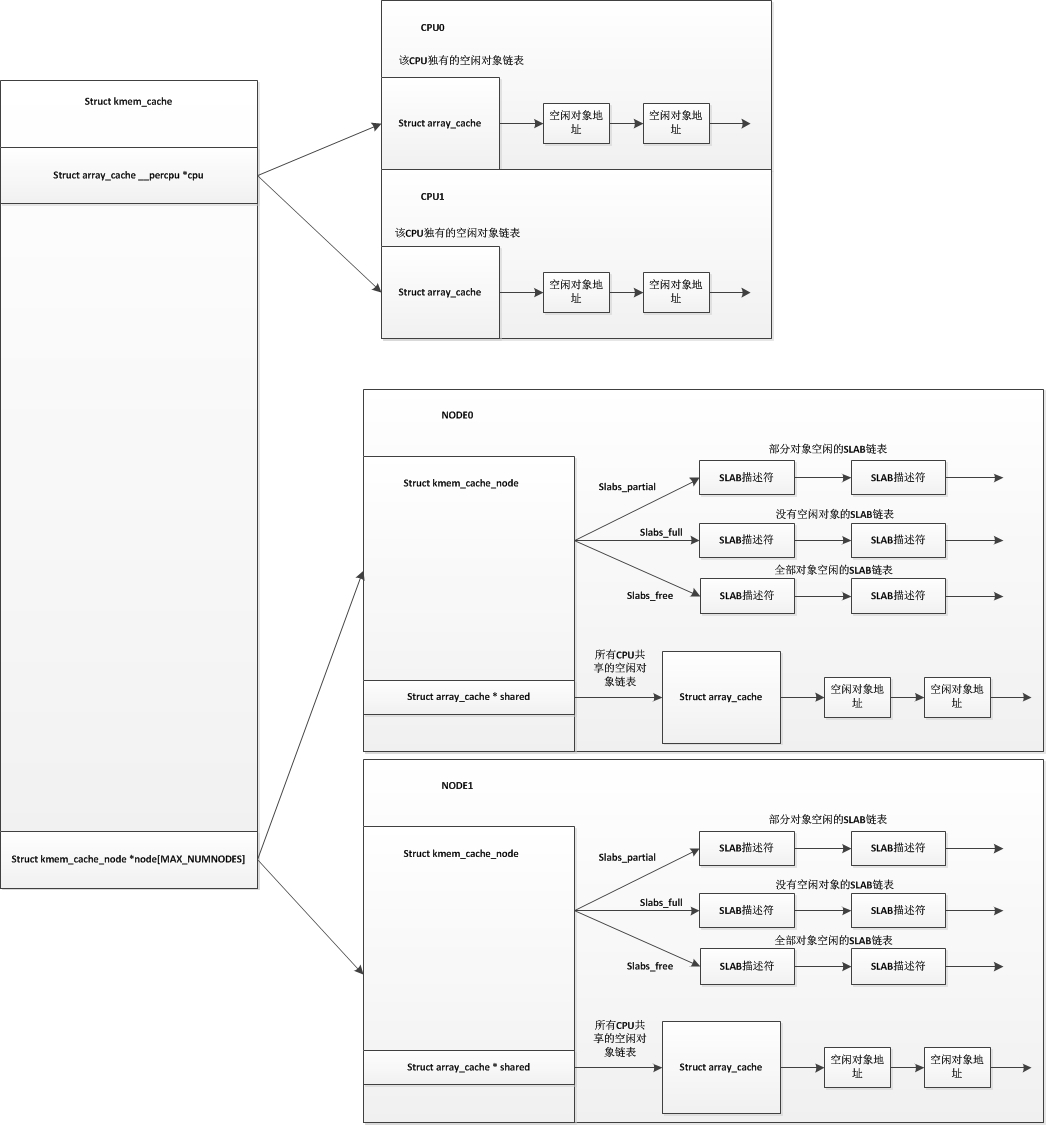 CPU0
该CPU独有的空闲对象链表
Struct kmem_cache
Struct array_cache
空闲对象地
址
空闲对象地
址
Struct array_cache __percpu *cpu
CPU1
该CPU独有的空闲对象链表
Struct array_cache
空闲对象地
址
空闲对象地
址
NODE0
Struct kmem_cache_node
部分对象空闲的SLAB链表
Slabs_partial
SLAB描述符
SLAB描述符
没有空闲对象的SLAB链表
Slabs_full
SLAB描述符
SLAB描述符
全部对象空闲的SLAB链表
Slabs_free
SLAB描述符
SLAB描述符
所有CPU共
享的空闲对
象链表
Struct array_cache * shared
Struct array_cache
空闲对象地
址
空闲对象地
址
NODE1
Struct kmem_cache_node
部分对象空闲的SLAB链表
Slabs_partial
SLAB描述符
SLAB描述符
Struct kmem_cache_node *node[MAX_NUMNODES]
没有空闲对象的SLAB链表
Slabs_full
SLAB描述符
SLAB描述符
全部对象空闲的SLAB链表
Slabs_free
SLAB描述符
SLAB描述符
所有CPU共
享的空闲对
象链表
Struct array_cache * shared
Struct array_cache
空闲对象地
址
空闲对象地
址